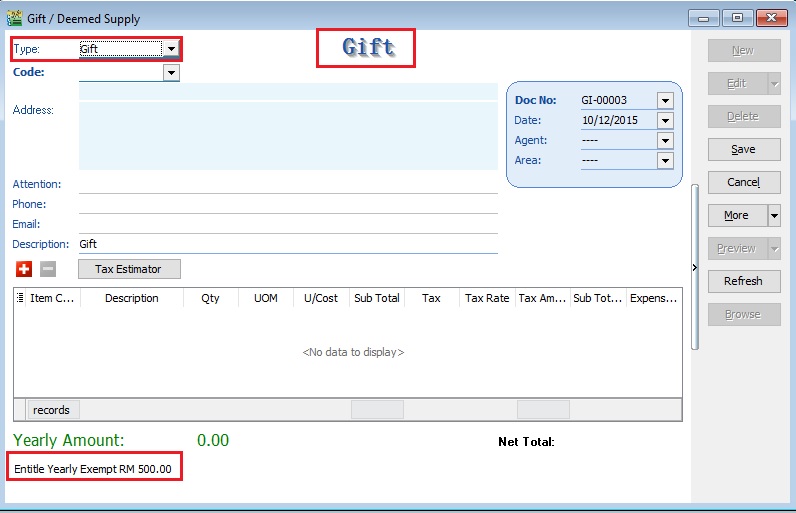 Gift / Deemed Supply
Type: Gift
Gift
Code:
Address:
Doc No: GI-00003
Date: 10/12/2015
Agent: ----
Area: ----
Attention:
Phone:
Email:
Description: Gift
Tax Estimator
Item C... Description Qty UOM U/Cost Sub Total Tax Tax Rate Tax Am... Sub Tot... Expens...
<No data to display>
records
Yearly Amount: 0.00
Net Total:
Entitle Yearly Exempt RM 500.00
New
Edit
Delete
Save
Cancel
More
Preview
Refresh
Browse